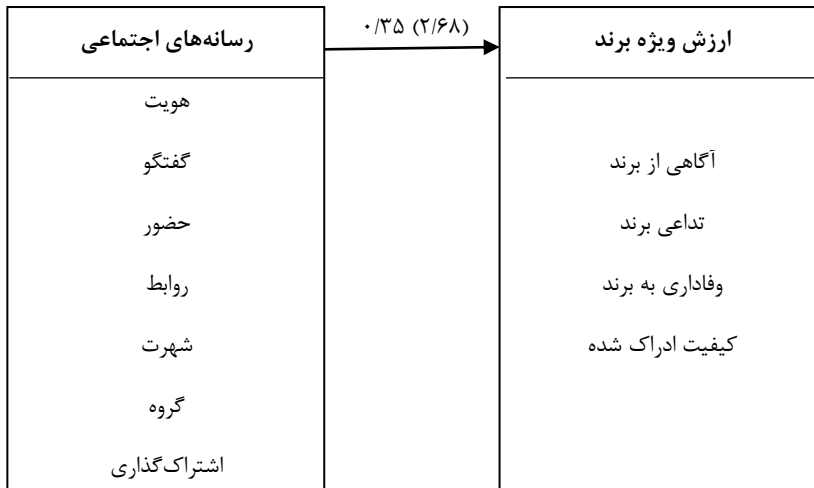 رسانه‌های اجتماعی
هویت
گفتگو
حضور
روابط
شهرت
گروه
اشتراک‌گذاری
۰/۳۵ (۲/۶۸)
ارزش ویژه برند
آگاهی از برند
تداعی برند
وفاداری به برند
کیفیت ادراک شده